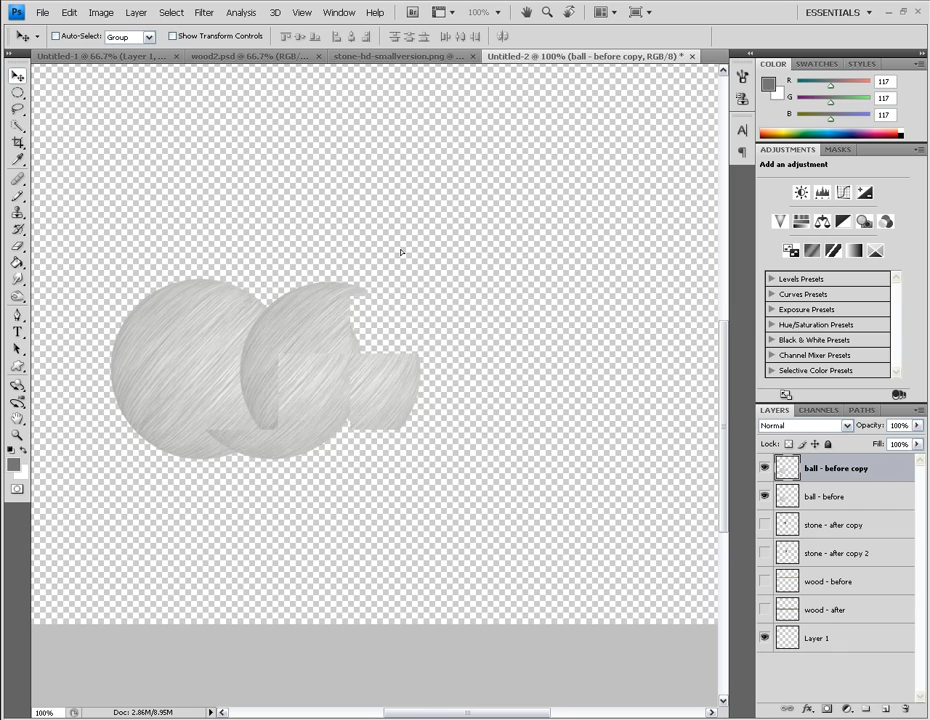 Ps File Edit Image Layer Select Filter Analysis 3D View Window Help Br 100% ESSENTIALS
Auto-Select: Group Show Transform Controls
Untitled-1 @ 66.7% (Layer 1, ... × wood2.psd @ 66.7% (RGB/... × stone-hd-smallversion.png @ ... × Untitled-2 @ 100% (ball - before copy, RGB/8) * ×
COLOR SWATCHES STYLES
R 117
G 117
B 117
ADJUSTMENTS MASKS
Add an adjustment
Levels Presets
Curves Presets
Exposure Presets
Hue/Saturation Presets
Black & White Presets
Channel Mixer Presets
Selective Color Presets
LAYERS CHANNELS PATHS
Normal Opacity: 100%
Lock: Fill: 100%
ball - before copy
ball - before
stone - after copy
stone - after copy 2
wood - before
wood - after
Layer 1
100% Doc: 2.86M/8.95M